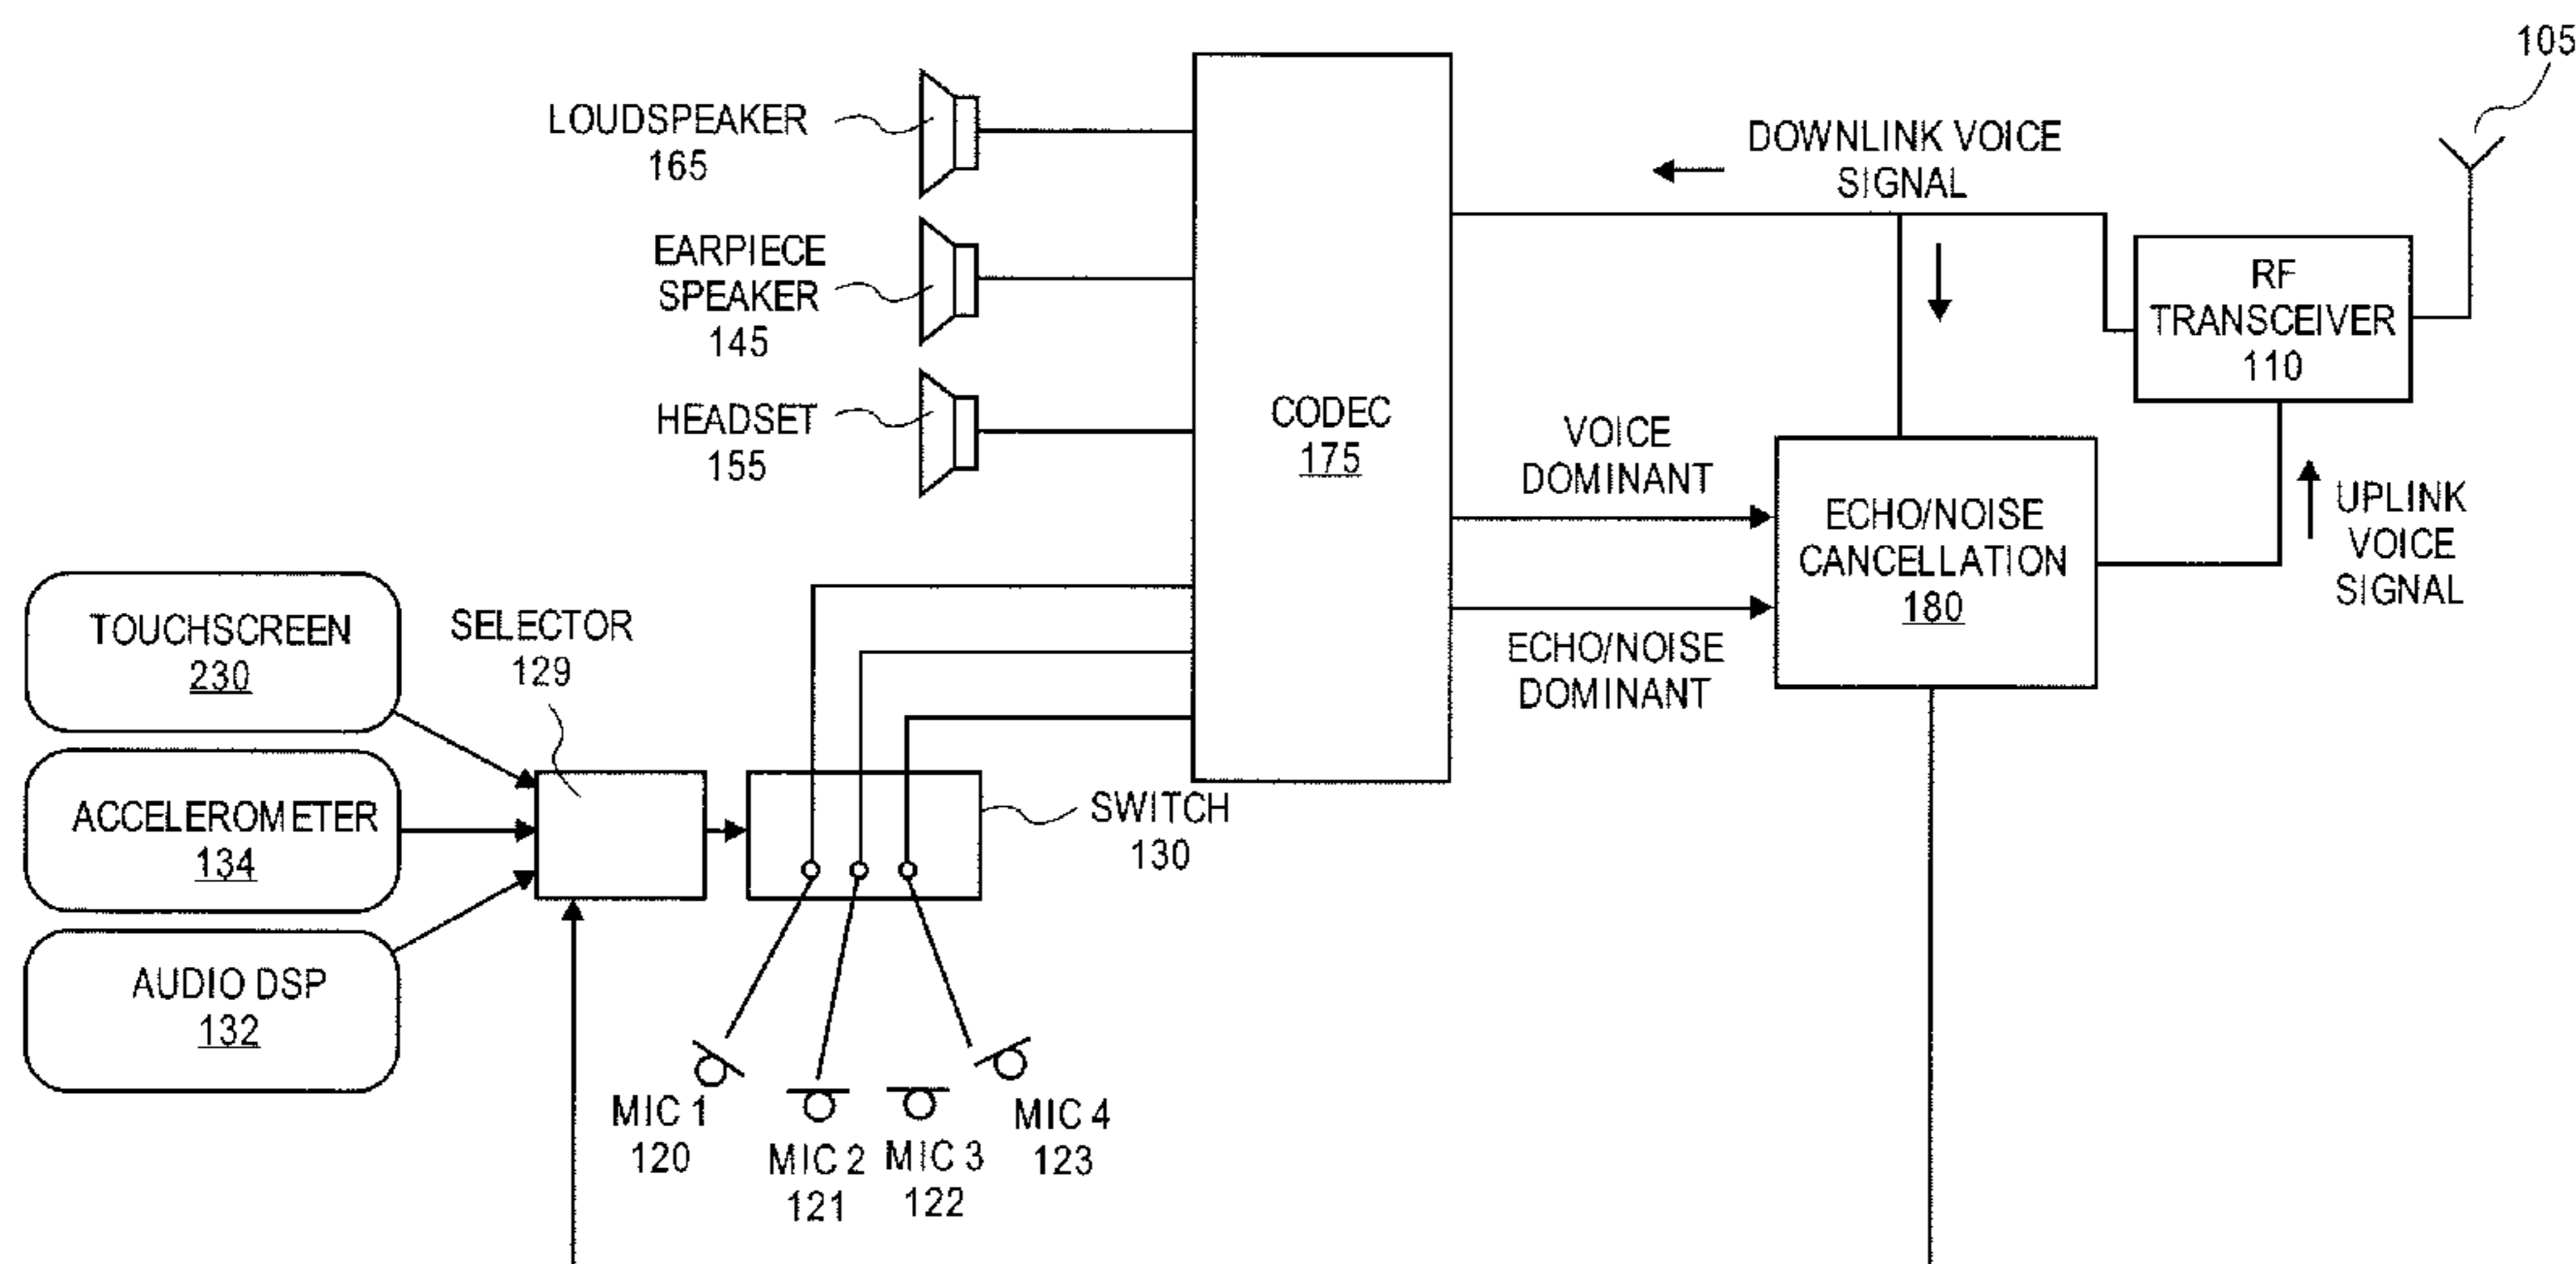 105
LOUDSPEAKER
165
DOWNLINK VOICE
SIGNAL
EARPIECE
SPEAKER
145
RF
TRANSCEIVER
110
HEADSET
155
CODEC
175
VOICE
DOMINANT
ECHO/NOISE
CANCELLATION
180
UPLINK
VOICE
SIGNAL
ECHO/NOISE
DOMINANT
TOUCHSCREEN
230
SELECTOR
129
ACCELEROMETER
134
SWITCH
130
AUDIO DSP
132
MIC 1
120
MIC 2
121
MIC 3
122
MIC 4
123